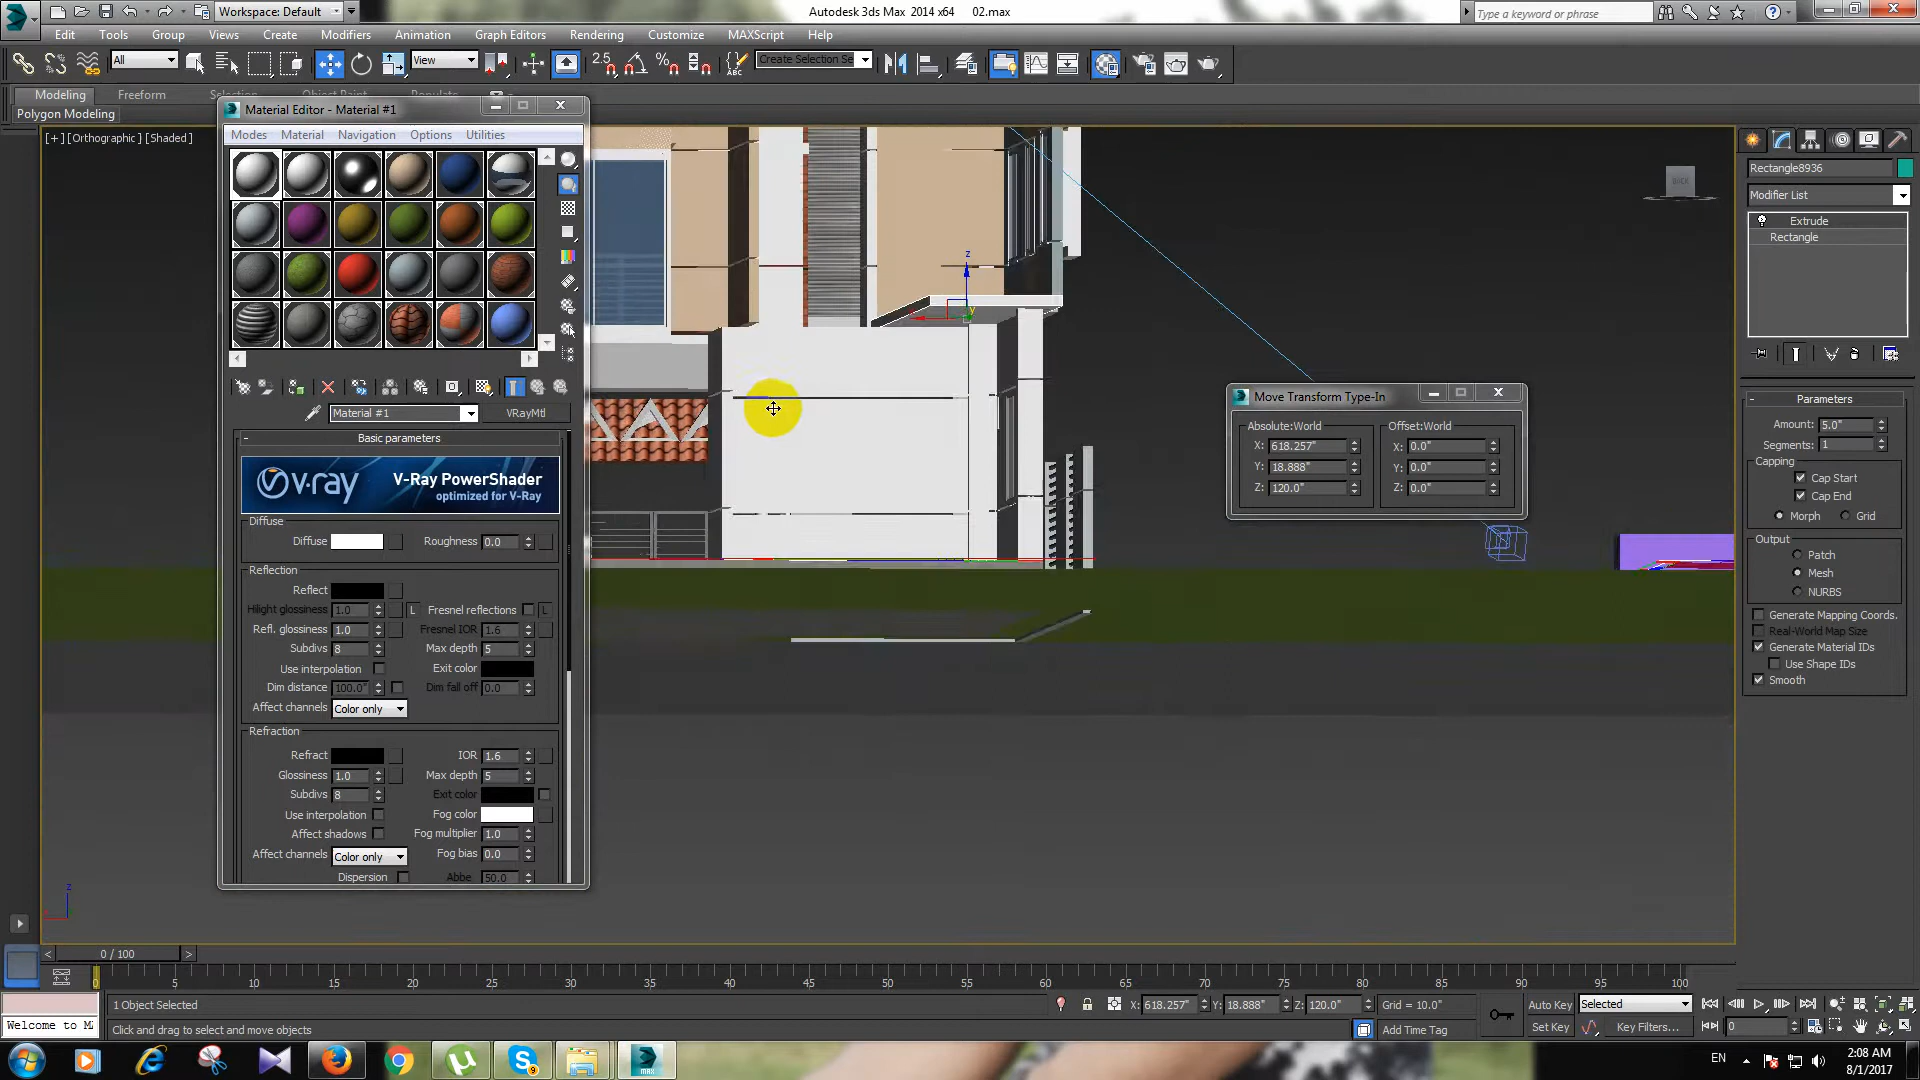 Workspace: Default
Autodesk 3ds Max 2014 x64 02.max
Type a keyword or phrase
Edit Tools Group Views Create Modifiers Animation Graph Editors Rendering Customize MAXScript Help
All
View
2.5
Create Selection Se
Modeling Freeform Selection Object Paint Populate
Polygon Modeling
[+][Orthographic][Shaded]
Material Editor - Material #1
Modes Material Navigation Options Utilities
Material #1
VRayMtl
Basic parameters
v·ray
V-Ray PowerShader
optimized for V-Ray
Diffuse
Diffuse Roughness 0.0
Reflection
Reflect
Hilight glossiness 1.0 L Fresnel reflections L
Refl. glossiness 1.0 Fresnel IOR 1.6
Subdivs 8 Max depth 5
Use interpolation Exit color
Dim distance 100.0" Dim fall off 0.0
Affect channels Color only
Refraction
Refract IOR 1.6
Glossiness 1.0 Max depth 5
Subdivs 8 Exit color
Use interpolation Fog color
Affect shadows Fog multiplier 1.0
Affect channels Color only Fog bias 0.0
Dispersion Abbe 50.0
z
y
BACK
Move Transform Type-In
Absolute:World Offset:World
X: 618.257" X: 0.0"
Y: 18.888" Y: 0.0"
Z: 120.0" Z: 0.0"
Rectangle8936
Modifier List
Extrude
Rectangle
Parameters
Amount: 5.0"
Segments: 1
Capping
Cap Start
Cap End
Morph Grid
Output
Patch
Mesh
NURBS
Generate Mapping Coords.
Real-World Map Size
Generate Material IDs
Use Shape IDs
Smooth
z
0 / 100
0 5 10 15 20 25 30 35 40 45 50 55 60 65 70 75 80 85 90 95 100
1 Object Selected
X: 618.257" Y: 18.888" Z: 120.0" Grid = 10.0"
Auto Key Selected
Welcome to MA
Click and drag to select and move objects
Add Time Tag
Set Key Key Filters... 0
MAX
EN
2:08 AM
8/1/2017